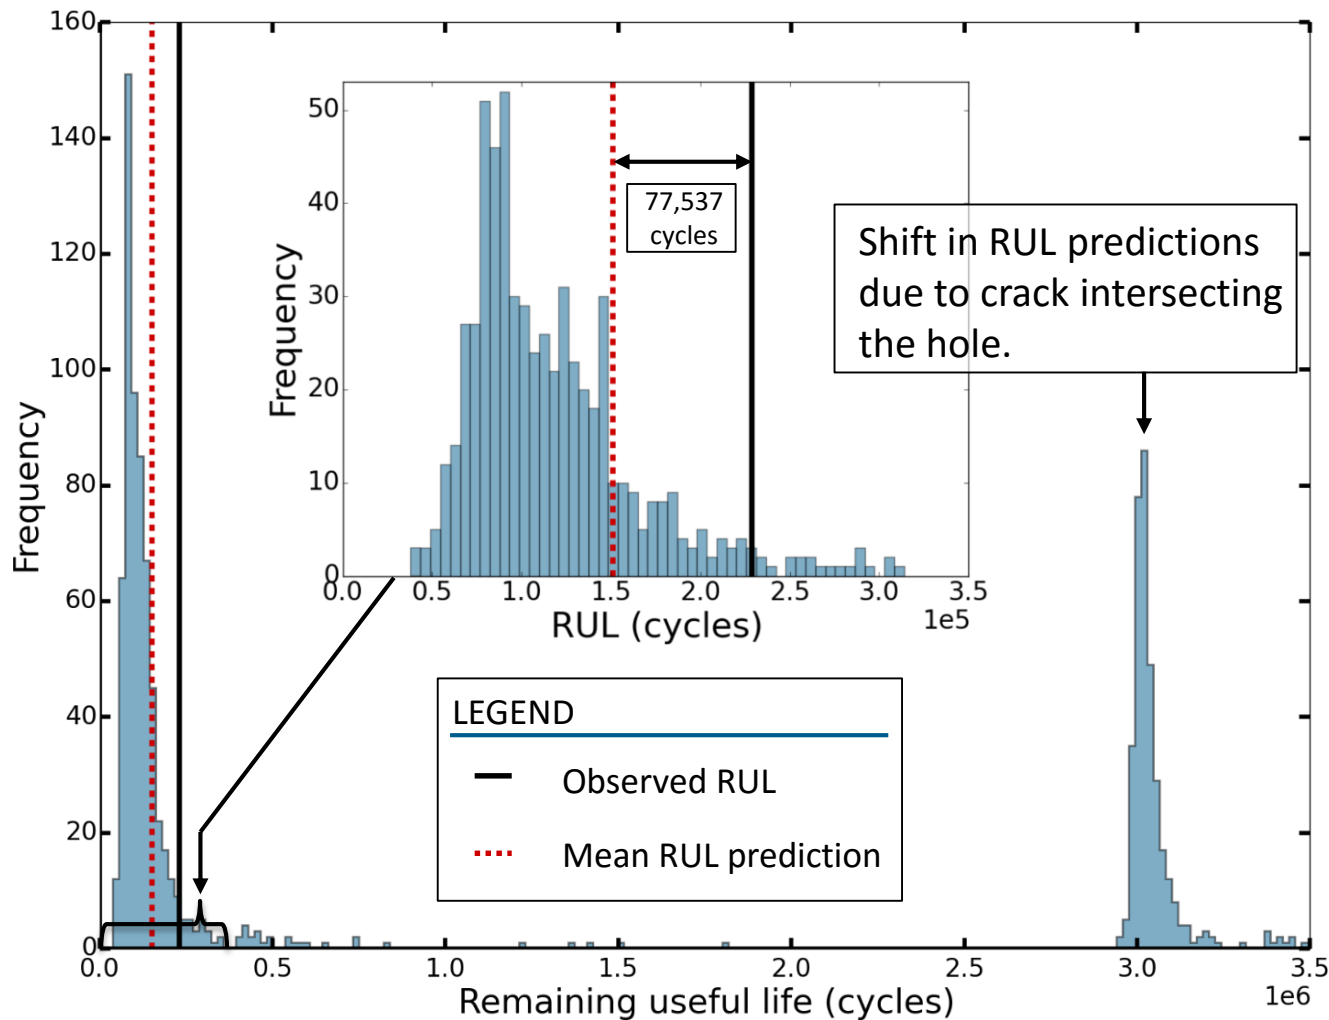 160
140
120
100
80
60
40
20
0
Frequency
0.0
0.5
1.0
1.5
2.0
2.5
3.0
3.5
1e6
Remaining useful life (cycles)
50
40
30
20
10
0
Frequency
0.0
0.5
1.0
1.5
2.0
2.5
3.0
3.5
1e5
RUL (cycles)
77,537
cycles
Shift in RUL predictions
due to crack intersecting
the hole.
LEGEND
Observed RUL
Mean RUL prediction